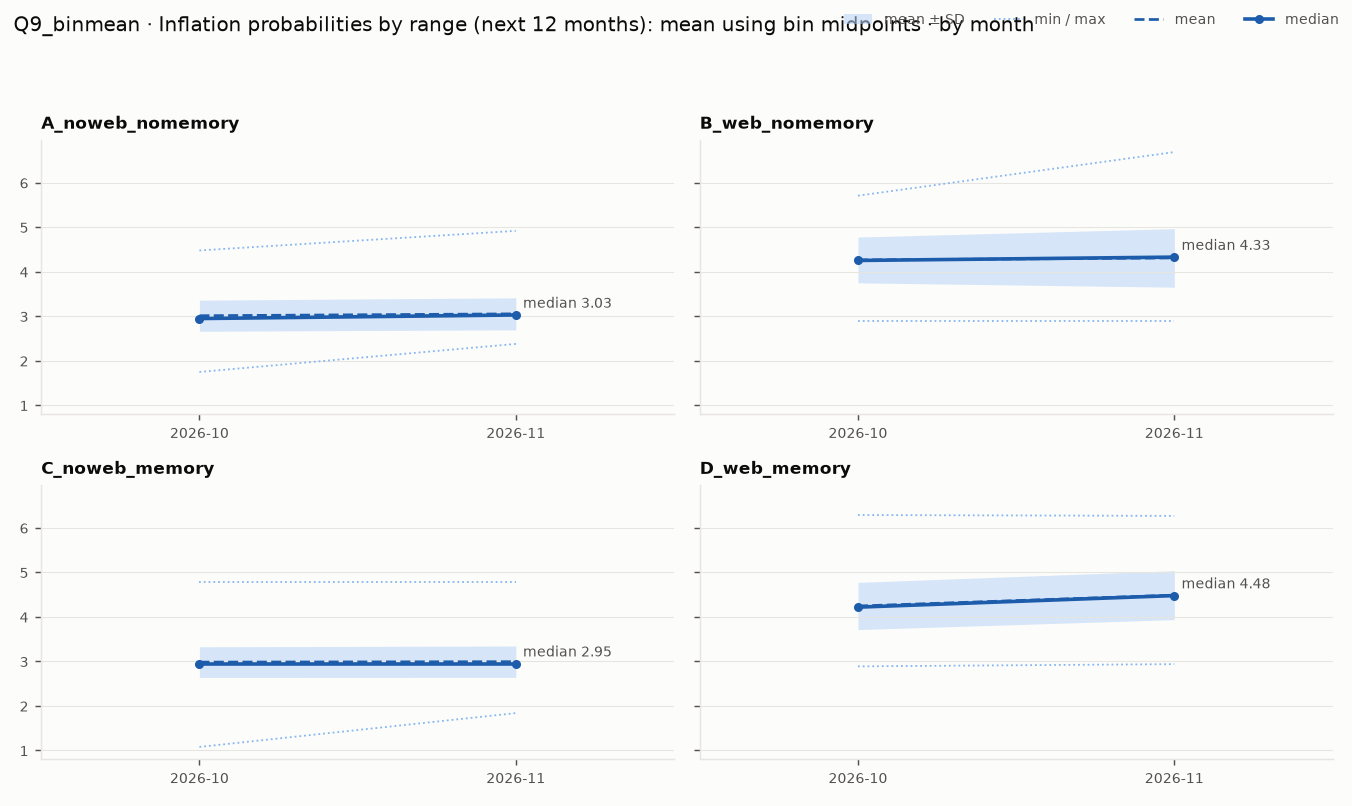 Q9_binmean · Inflation probabilities by range (next 12 months): mean using bin midpoints · by month
mean ± SD
min / max
mean
median
A_noweb_nomemory
6
5
4
3
2
1
median 3.03
2026-10
2026-11
B_web_nomemory
median 4.33
2026-10
2026-11
C_noweb_memory
6
5
4
3
2
1
median 2.95
2026-10
2026-11
D_web_memory
median 4.48
2026-10
2026-11